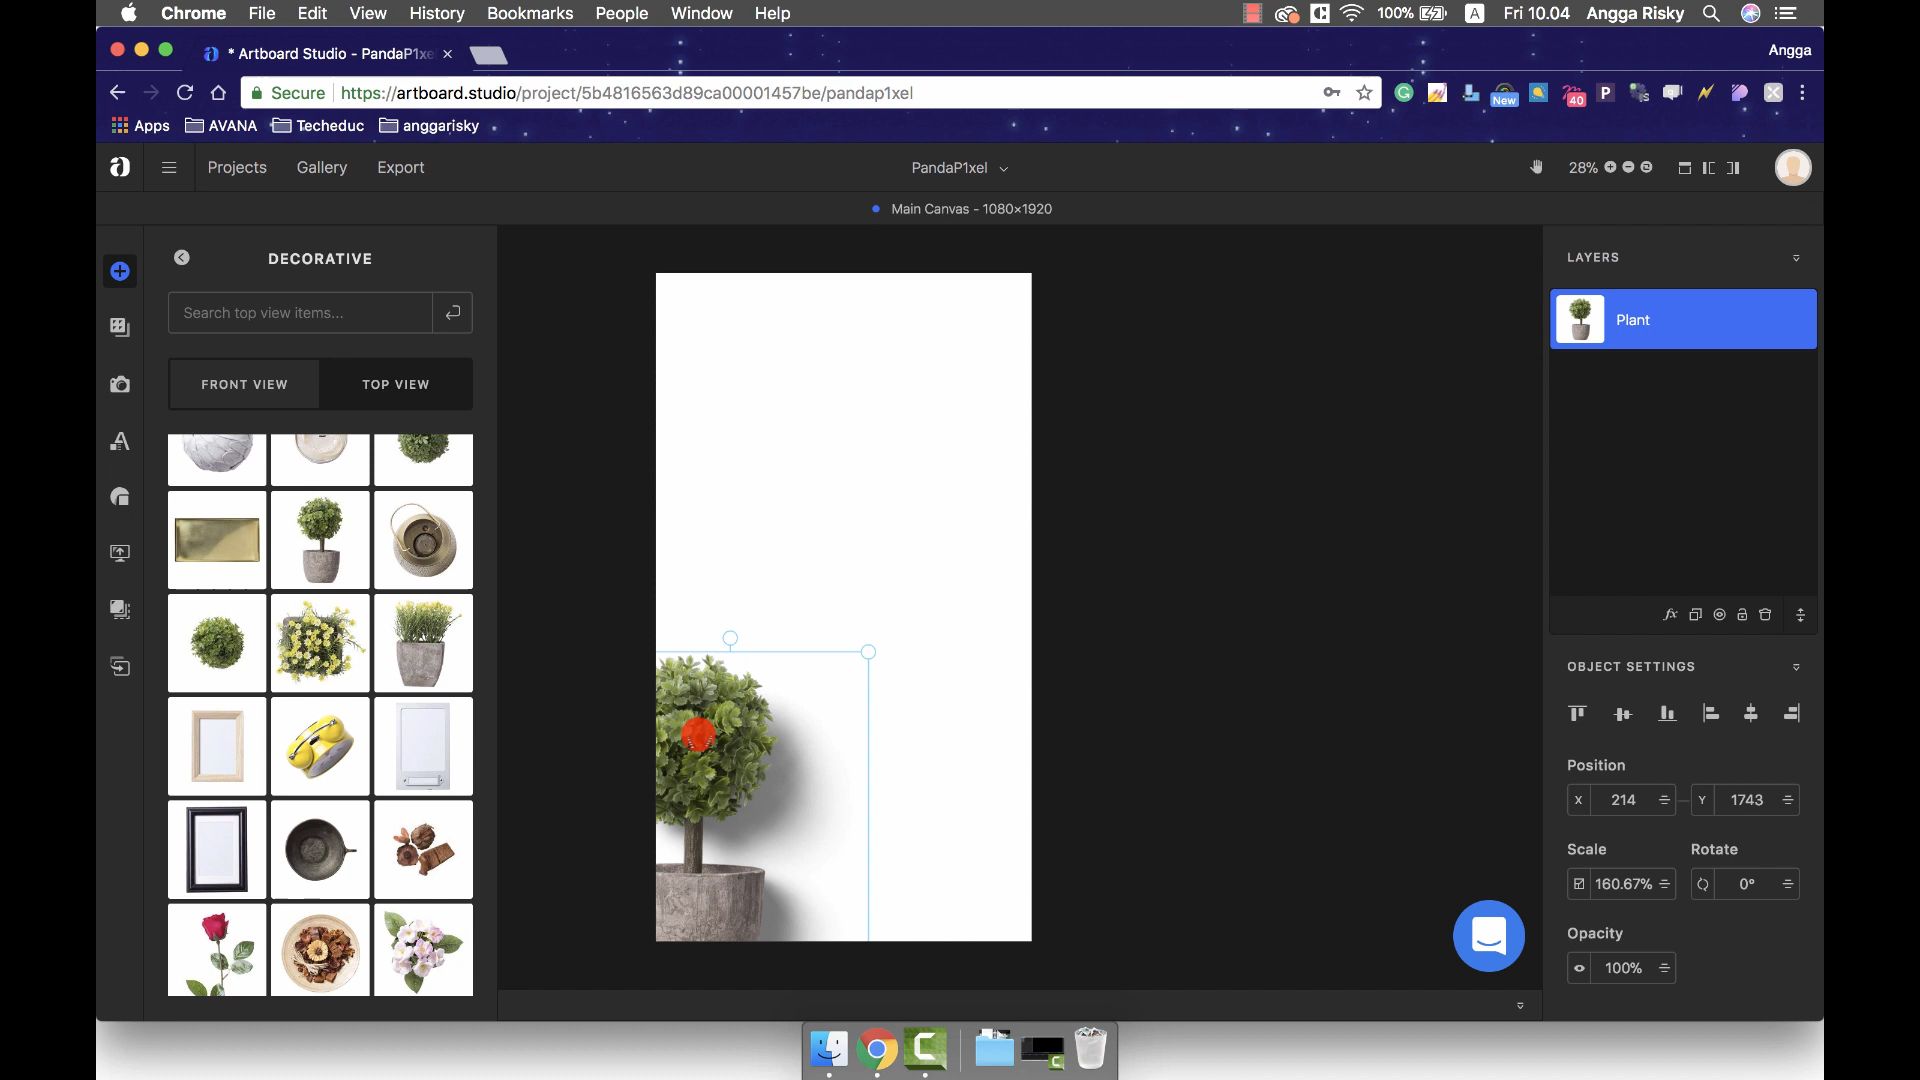 Chrome File Edit View History Bookmarks People Window Help
100% A Fri 10.04 Angga Risky
* Artboard Studio - PandaP1xe
Angga
Secure https://artboard.studio/project/5b4816563d89ca00001457be/pandap1xel
New 40 P
Apps AVANA Techeduc anggarisky
Projects Gallery Export
PandaP1xel
28%
Main Canvas - 1080×1920
DECORATIVE
Search top view items...
FRONT VIEW TOP VIEW
LAYERS
Plant
fx
OBJECT SETTINGS
Position
X 214 Y 1743
Scale Rotate
160.67% 0°
Opacity
100%